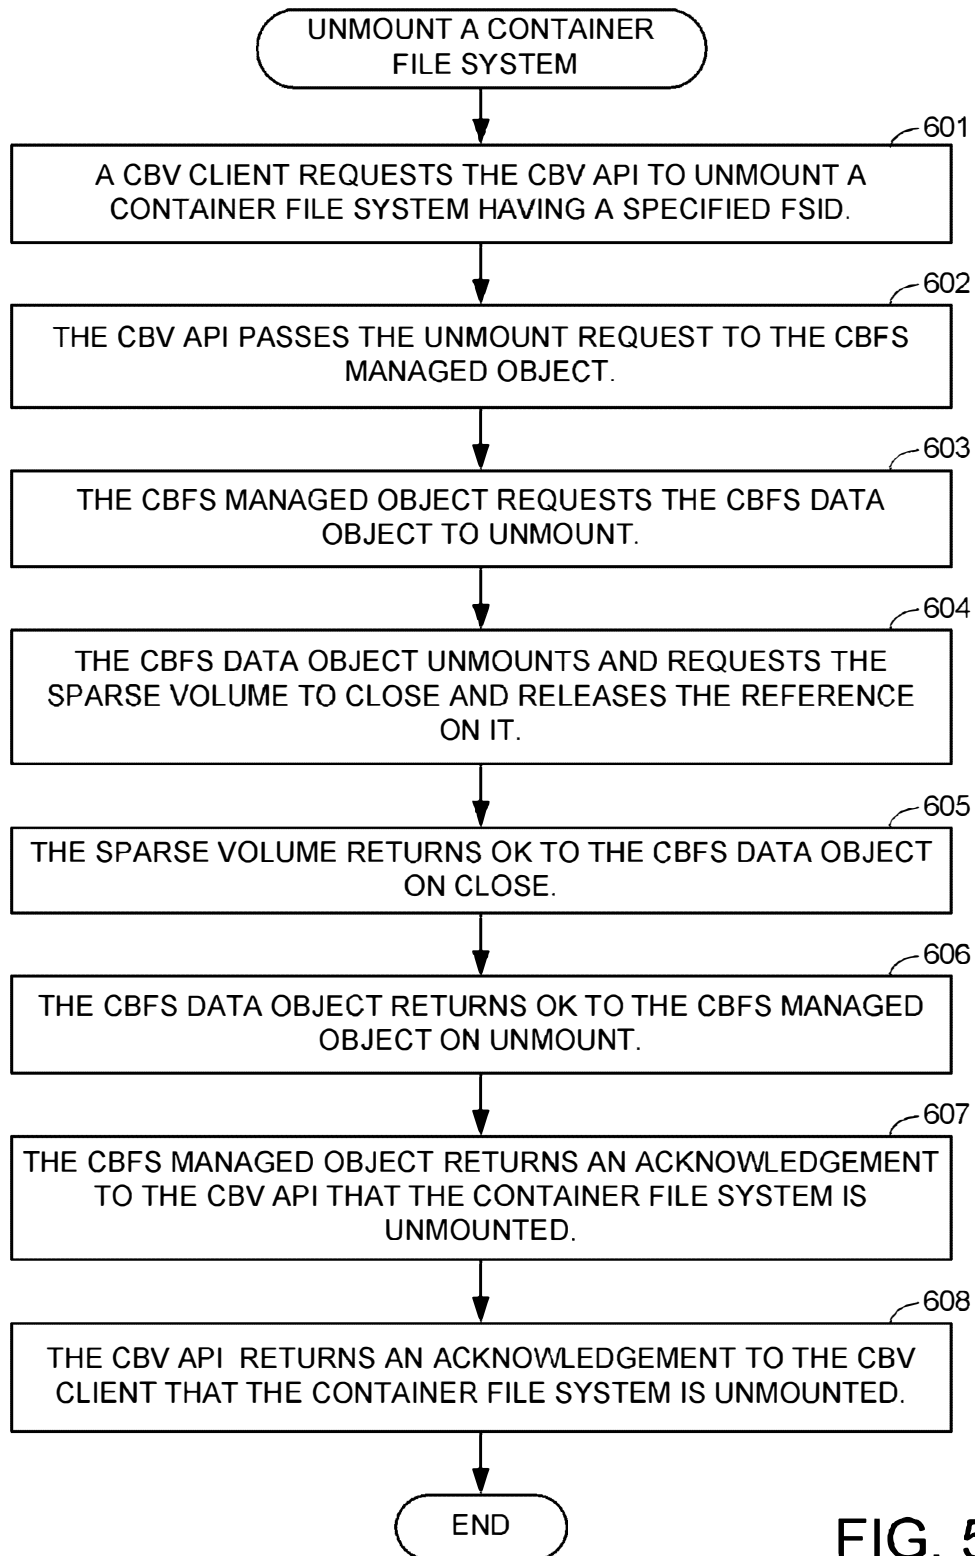 UNMOUNT A CONTAINER
FILE SYSTEM
601
A CBV CLIENT REQUESTS THE CBV API TO UNMOUNT A
CONTAINER FILE SYSTEM HAVING A SPECIFIED FSID.
602
THE CBV API PASSES THE UNMOUNT REQUEST TO THE CBFS
MANAGED OBJECT.
603
THE CBFS MANAGED OBJECT REQUESTS THE CBFS DATA
OBJECT TO UNMOUNT.
604
THE CBFS DATA OBJECT UNMOUNTS AND REQUESTS THE
SPARSE VOLUME TO CLOSE AND RELEASES THE REFERENCE
ON IT.
605
THE SPARSE VOLUME RETURNS OK TO THE CBFS DATA OBJECT
ON CLOSE.
606
THE CBFS DATA OBJECT RETURNS OK TO THE CBFS MANAGED
OBJECT ON UNMOUNT.
607
THE CBFS MANAGED OBJECT RETURNS AN ACKNOWLEDGEMENT
TO THE CBV API THAT THE CONTAINER FILE SYSTEM IS
UNMOUNTED.
608
THE CBV API RETURNS AN ACKNOWLEDGEMENT TO THE CBV
CLIENT THAT THE CONTAINER FILE SYSTEM IS UNMOUNTED.
END
FIG. 5